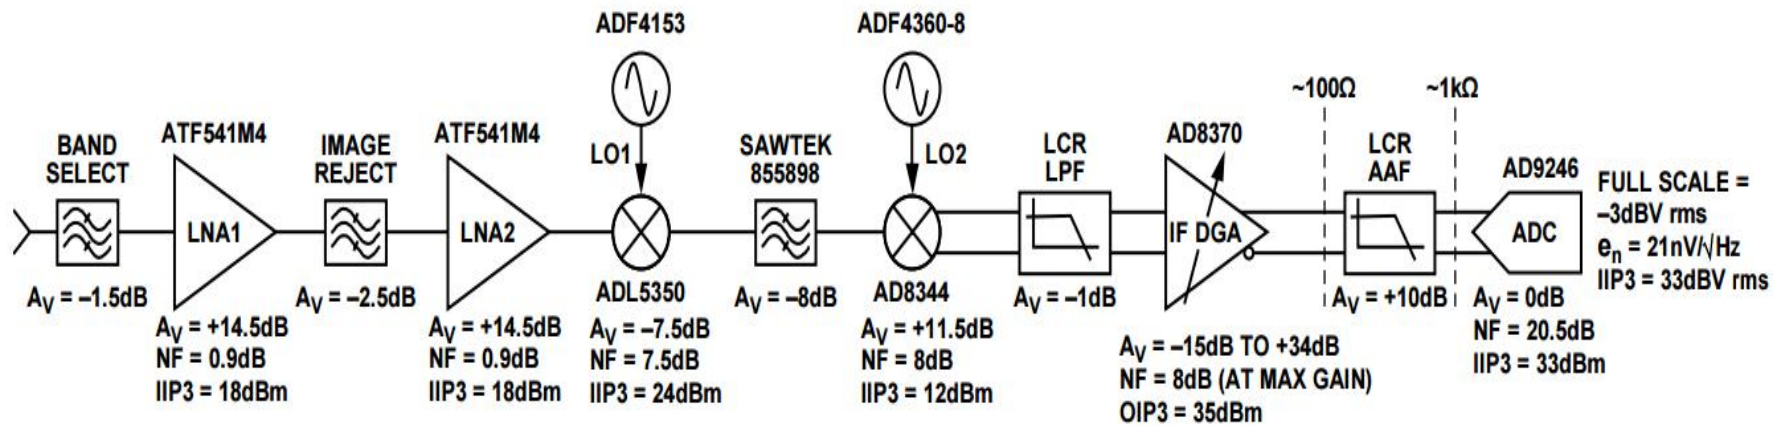 ADF4153
ADF4360-8
~100Ω
~1kΩ
BAND
SELECT
ATF541M4
IMAGE
REJECT
ATF541M4
LO1
SAWTEK
855898
LO2
LCR
LPF
AD8370
LCR
AAF
AD9246
FULL SCALE =
–3dBV rms
en = 21nV/√Hz
IIP3 = 33dBV rms
LNA1
LNA2
IF DGA
ADC
AV = –1.5dB
AV = +14.5dB
NF = 0.9dB
IIP3 = 18dBm
AV = –2.5dB
AV = +14.5dB
NF = 0.9dB
IIP3 = 18dBm
ADL5350
AV = –7.5dB
NF = 7.5dB
IIP3 = 24dBm
AV = –8dB
AD8344
AV = +11.5dB
NF = 8dB
IIP3 = 12dBm
AV = –1dB
AV = –15dB TO +34dB
NF = 8dB (AT MAX GAIN)
OIP3 = 35dBm
AV = +10dB
AV = 0dB
NF = 20.5dB
IIP3 = 33dBm